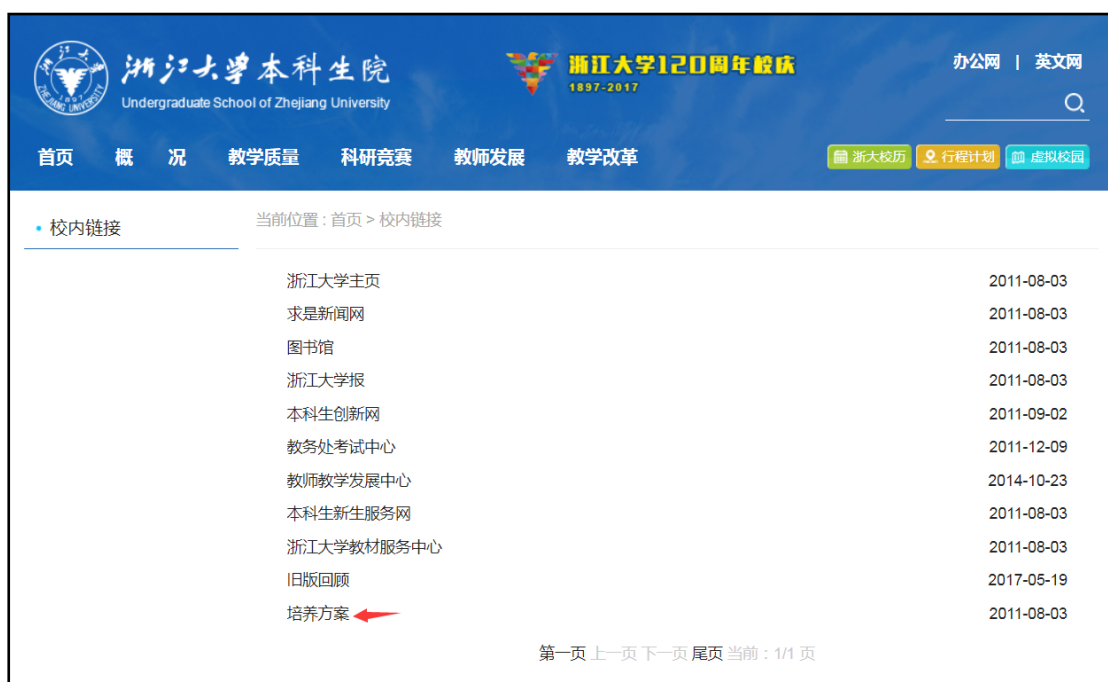 浙江大学本科生院
Undergraduate School of Zhejiang University
浙江大学120周年校庆
1897-2017
办公网 | 英文网
首页 概 况 教学质量 科研竞赛 教师发展 教学改革
浙大校历 行程计划 虚拟校园
校内链接
当前位置 : 首页 > 校内链接
浙江大学主页 2011-08-03
求是新闻网 2011-08-03
图书馆 2011-08-03
浙江大学报 2011-08-03
本科生创新网 2011-09-02
教务处考试中心 2011-12-09
教师教学发展中心 2014-10-23
本科生新生服务网 2011-08-03
浙江大学教材服务中心 2011-08-03
旧版回顾 2017-05-19
培养方案 2011-08-03
第一页 上一页 下一页 尾页 当前：1/1 页